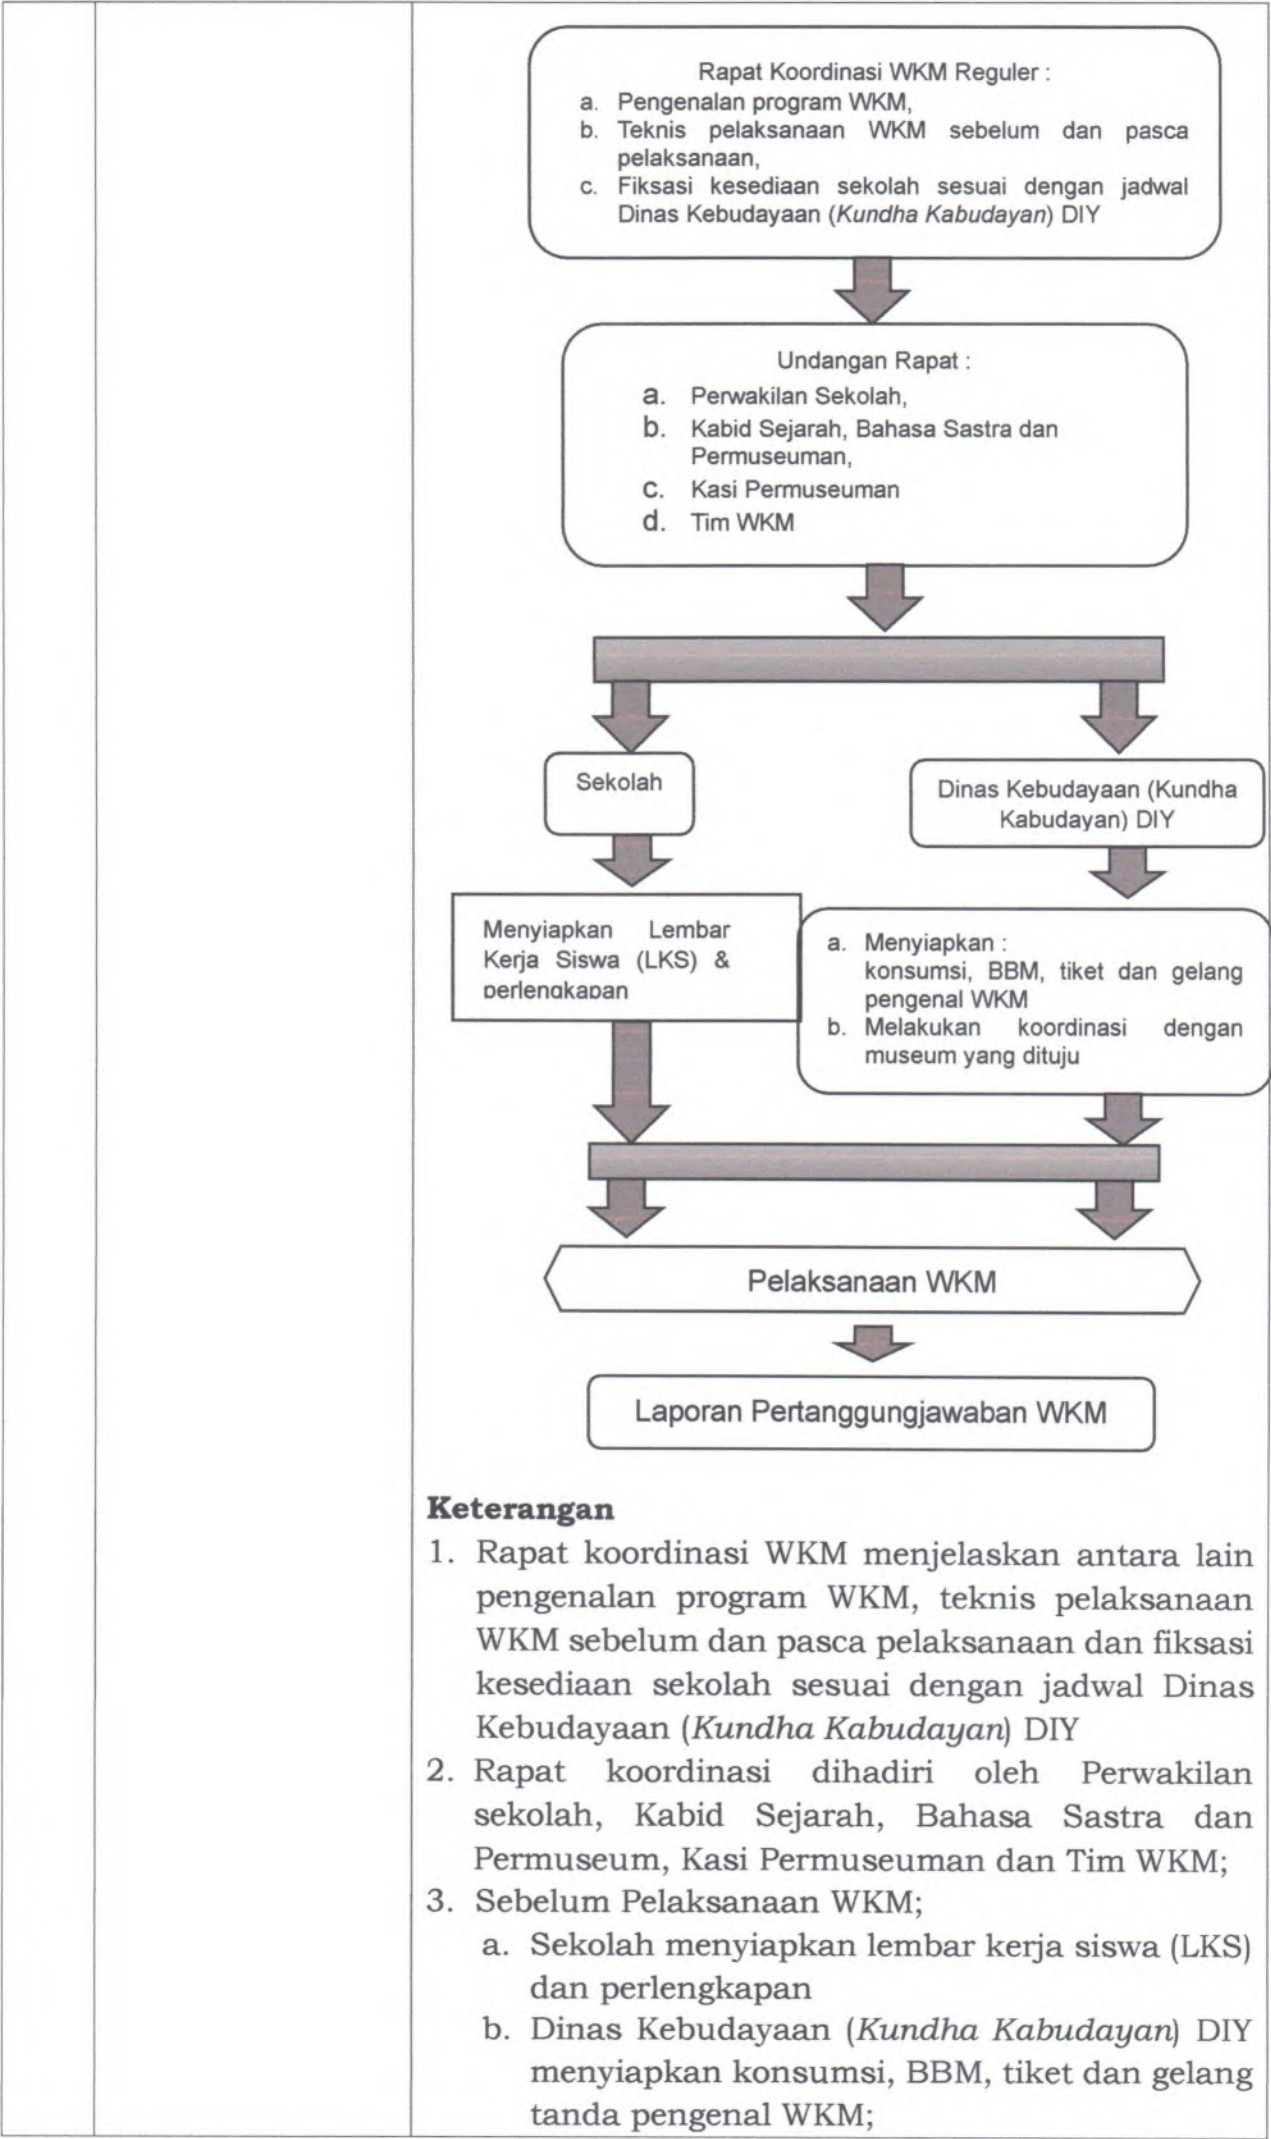 Rapat Koordinasi WKM Reguler :
a. Pengenalan program WKM,
b. Teknis pelaksanaan WKM sebelum dan pasca
pelaksanaan,
c. Fiksasi kesediaan sekolah sesuai dengan jadwal
Dinas Kebudayaan (Kundha Kabudayan) DIY
Undangan Rapat :
a. Perwakilan Sekolah,
b. Kabid Sejarah, Bahasa Sastra dan
Permuseuman,
c. Kasi Permuseuman
d. Tim WKM
Sekolah
Dinas Kebudayaan (Kundha
Kabudayan) DIY
Menyiapkan Lembar
Kerja Siswa (LKS) &
perlengkapan
a. Menyiapkan :
konsumsi, BBM, tiket dan gelang
pengenal WKM
b. Melakukan koordinasi dengan
museum yang dituju
Pelaksanaan WKM
Laporan Pertanggungjawaban WKM
Keterangan
1. Rapat koordinasi WKM menjelaskan antara lain
pengenalan program WKM, teknis pelaksanaan
WKM sebelum dan pasca pelaksanaan dan fiksasi
kesediaan sekolah sesuai dengan jadwal Dinas
Kebudayaan (Kundha Kabudayan) DIY
2. Rapat koordinasi dihadiri oleh Perwakilan
sekolah, Kabid Sejarah, Bahasa Sastra dan
Permuseum, Kasi Permuseuman dan Tim WKM;
3. Sebelum Pelaksanaan WKM;
a. Sekolah menyiapkan lembar kerja siswa (LKS)
dan perlengkapan
b. Dinas Kebudayaan (Kundha Kabudayan) DIY
menyiapkan konsumsi, BBM, tiket dan gelang
tanda pengenal WKM;